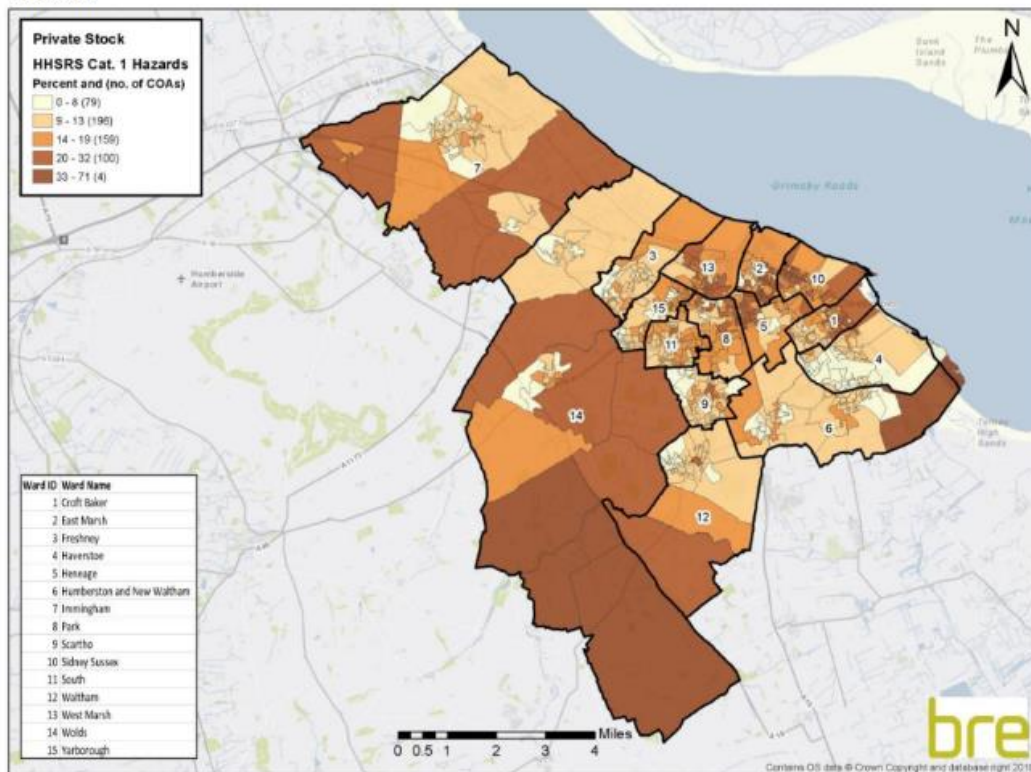 Private Stock
HHSRS Cat. 1 Hazards
Percent and (no. of COAs)
0 - 8 (79)
9 - 13 (196)
14 - 19 (159)
20 - 32 (100)
33 - 71 (4)
N
Grimsby Roads
Humberside
Airport
Sands
High
Sands
7
3
13
2
10
15
5
1
11
8
4
9
6
14
12
Ward ID Ward Name
1 Croft Baker
2 East Marsh
3 Freshney
4 Haverstoe
5 Heneage
6 Humberston and New Waltham
7 Immingham
8 Park
9 Scartho
10 Sidney Sussex
11 South
12 Waltham
13 West Marsh
14 Wolds
15 Yarborough
Miles
0 0.5 1 2 3 4
bre
Contains OS data © Crown Copyright and database right